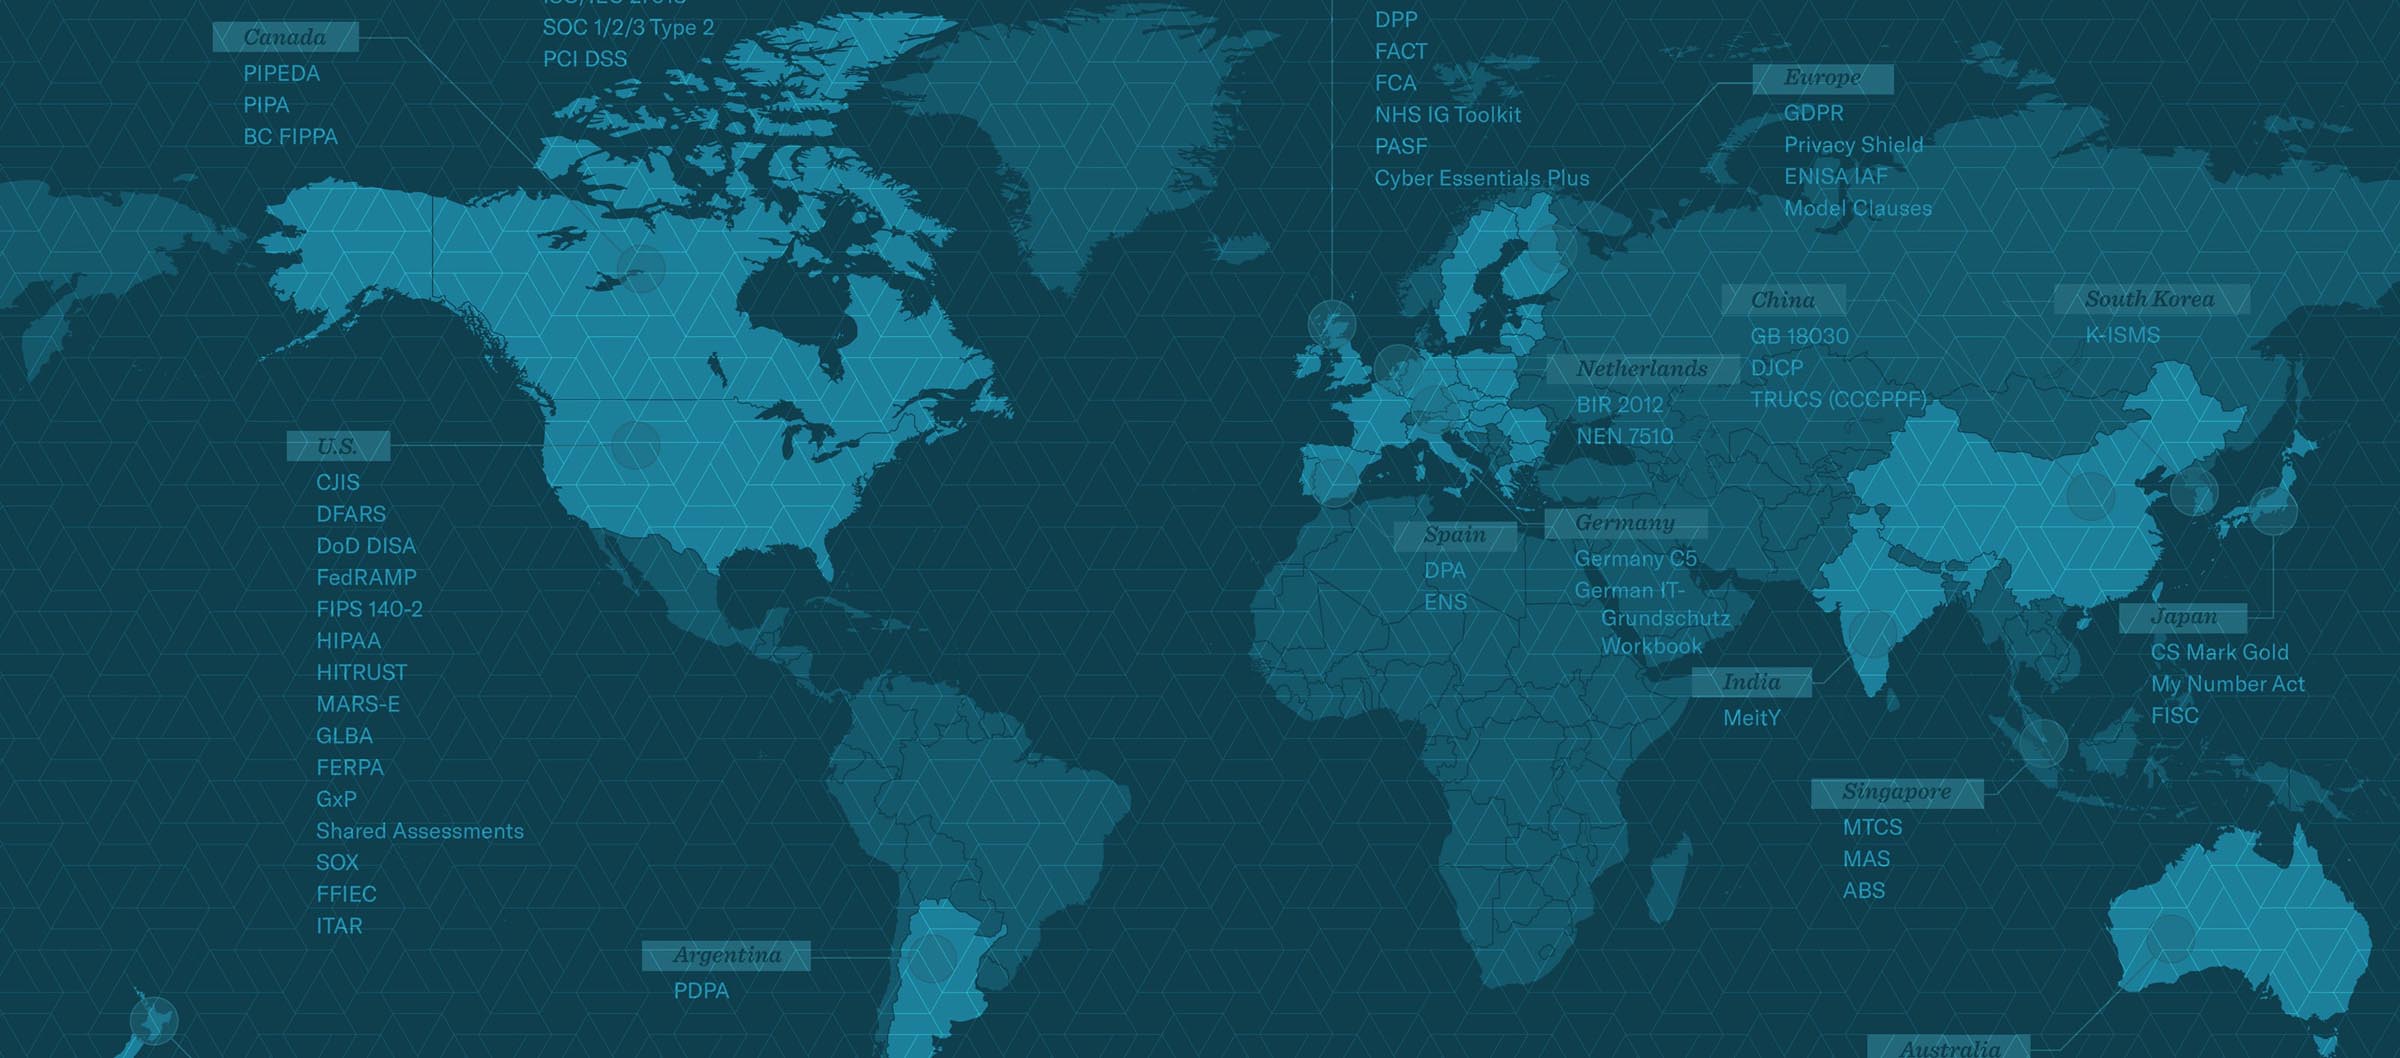 Canada
PIPEDA
PIPA
BC FIPPA
SOC 1/2/3 Type 2
PCI DSS
DPP
FACT
FCA
NHS IG Toolkit
PASF
Cyber Essentials Plus
Europe
GDPR
Privacy Shield
ENISA IAF
Model Clauses
China
GB 18030
DJCP
TRUCS (CCCPPF)
South Korea
K-ISMS
Netherlands
BIR 2012
NEN 7510
U.S.
CJIS
DFARS
DoD DISA
FedRAMP
FIPS 140-2
HIPAA
HITRUST
MARS-E
GLBA
FERPA
GxP
Shared Assessments
SOX
FFIEC
ITAR
Spain
DPA
ENS
Germany
Germany C5
German IT-
Grundschutz
Workbook
India
MeitY
Japan
CS Mark Gold
My Number Act
FISC
Singapore
MTCS
MAS
ABS
Argentina
PDPA
Australia